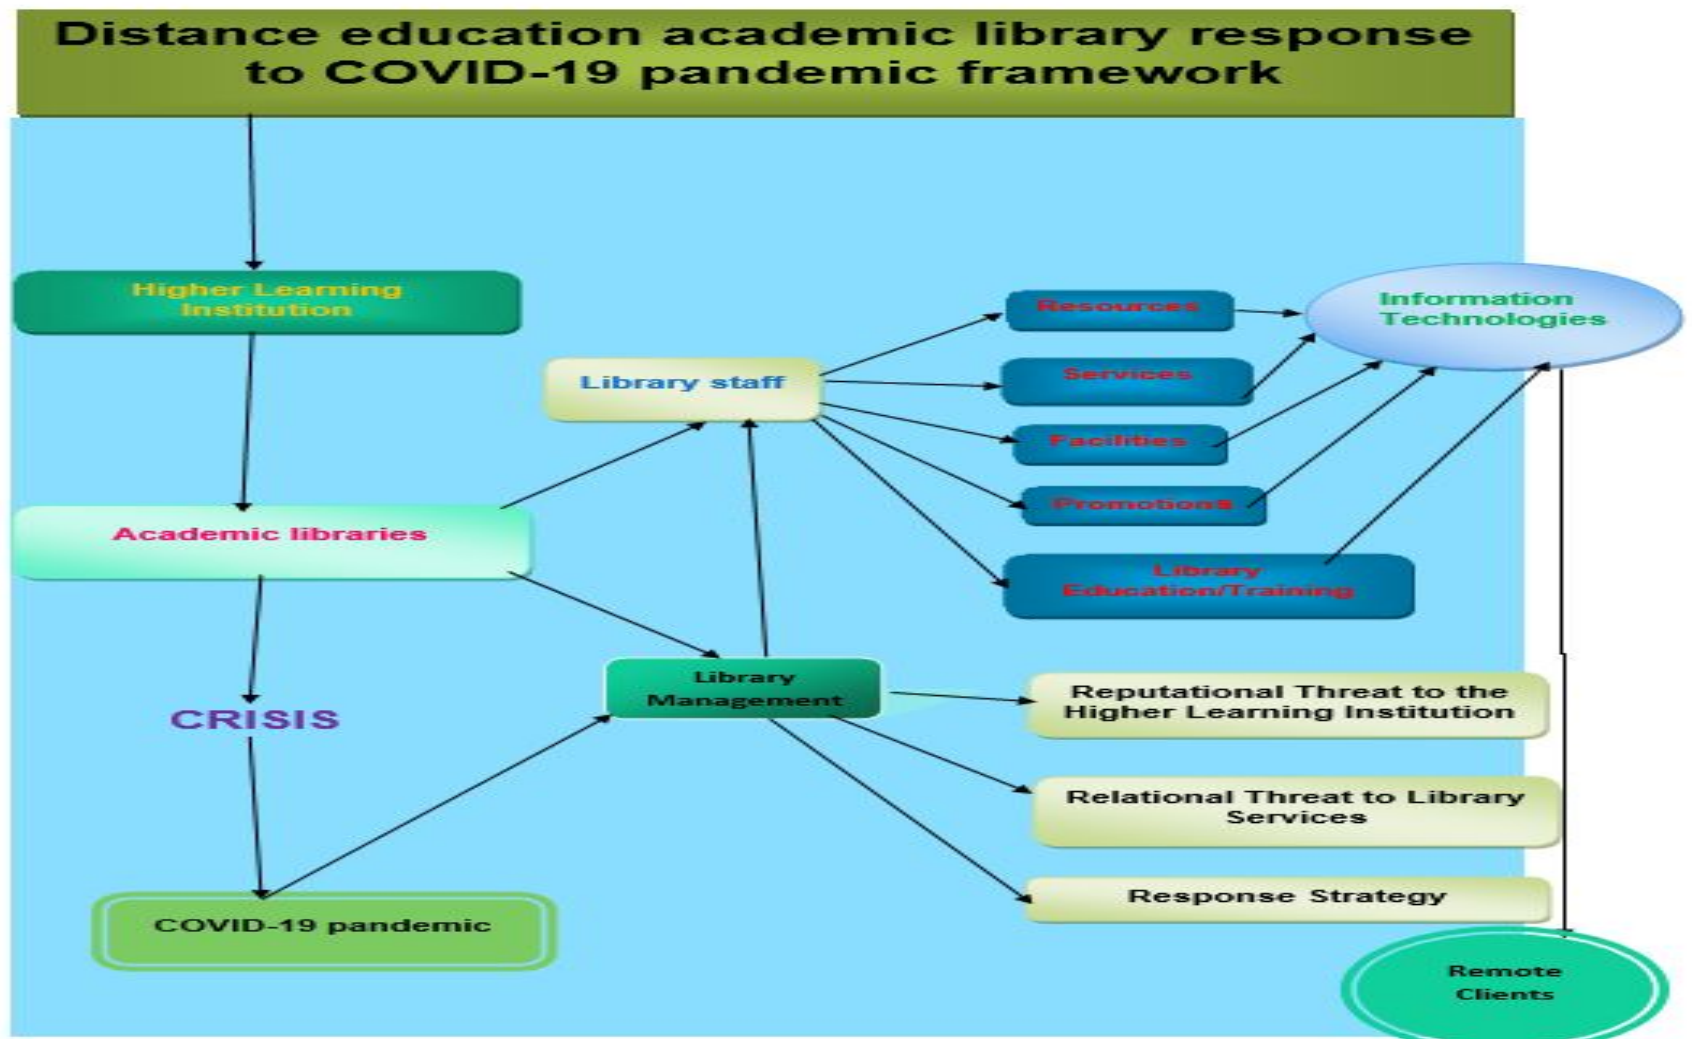 Distance education academic library response
to COVID-19 pandemic framework
Higher Learning
Institution
Resources
Information
Technologies
Library staff
Services
Facilities
Promotions
Academic libraries
Library
Education/Training
Library
Management
Reputational Threat to the
Higher Learning Institution
CRISIS
Relational Threat to Library
Services
Response Strategy
COVID-19 pandemic
Remote
Clients